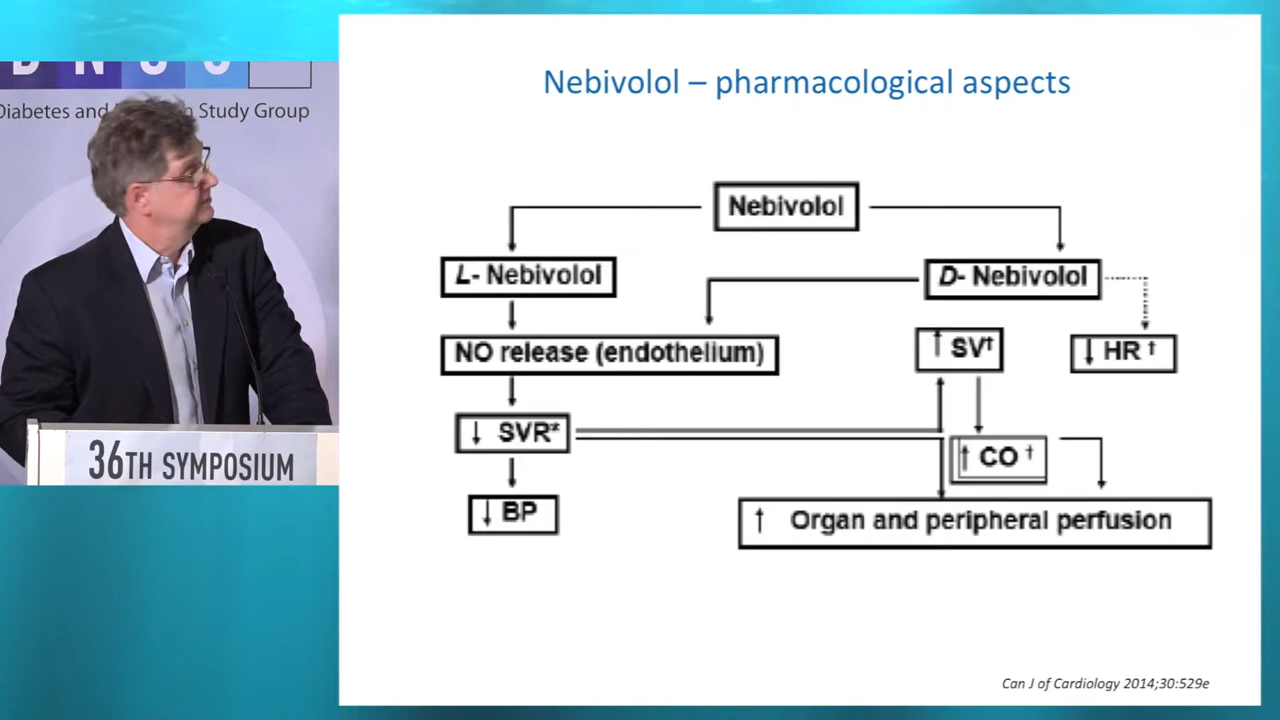 Diabetes and
Study Group
36TH SYMPOSIUM
Nebivolol – pharmacological aspects
Nebivolol
L- Nebivolol
D- Nebivolol
NO release (endothelium)
↑ SV†
↓ HR †
↓ SVR*
↑ CO †
↓ BP
↑ Organ and peripheral perfusion
Can J of Cardiology 2014;30:529e